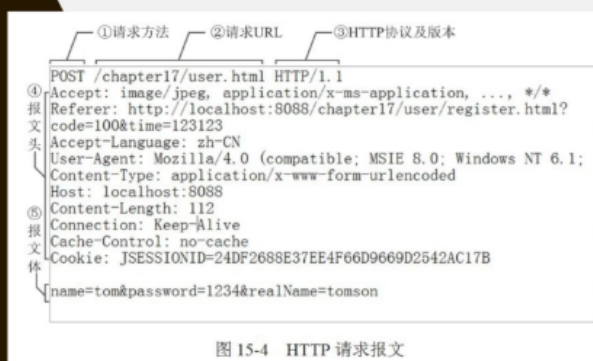 ①请求方法 ②请求URL ③HTTP协议及版本
POST /chapter17/user.html HTTP/1.1
④报文头
Accept: image/jpeg, application/x-ms-application, ..., */*
Referer: http://localhost:8088/chapter17/user/register.html?
code=100&time=123123
Accept-Language: zh-CN
User-Agent: Mozilla/4.0 (compatible; MSIE 8.0; Windows NT 6.1;
Content-Type: application/x-www-form-urlencoded
Host: localhost:8088
Content-Length: 112
Connection: Keep-Alive
Cache-Control: no-cache
Cookie: JSESSIONID=24DF2688E37EE4F66D9669D2542AC17B
⑤报文体
name=tom&password=1234&realName=tomson
图 15-4 HTTP 请求报文